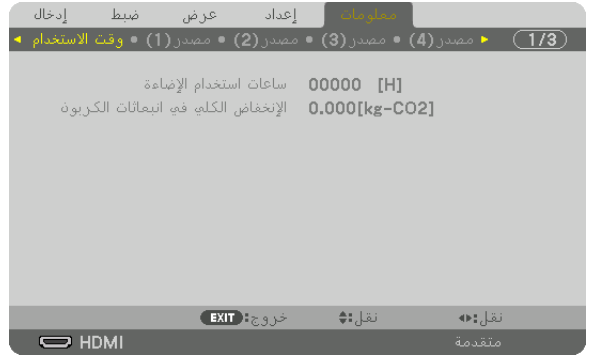 إدخال ضبط عرض إعداد معلومات
وقت الاستخدام • مصدر(1) • مصدر(2) • مصدر(3) • مصدر(4) 1/3
ساعات استخدام الإضاءة 00000 [H]
الإنخفاض الكلي في انبعاثات الكربون 0.000[kg-CO2]
خروج:EXIT نقل: نقل:
HDMI متقدمة